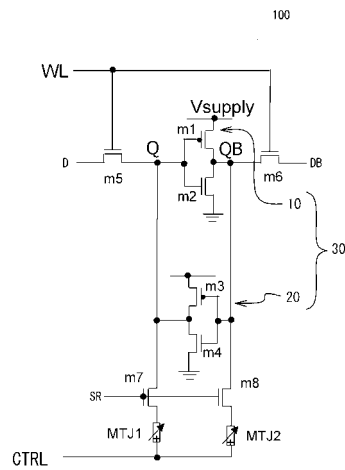 100
WL
Vsupply
m1
Q
QB
D
m5
m2
m6
DB
10
30
m3
20
m4
m7
m8
SR
MTJ1
MTJ2
CTRL